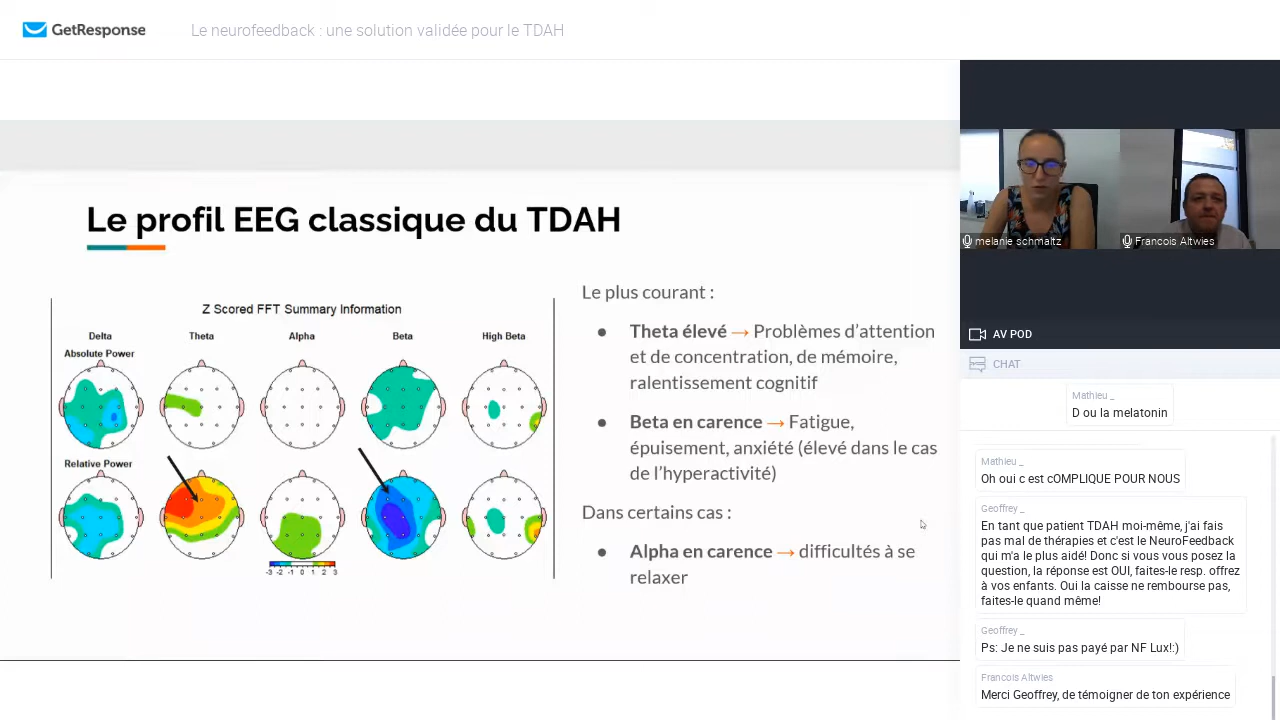 GetResponse
Le neurofeedback : une solution validée pour le TDAH
Le profil EEG classique du TDAH
Z Scored FFT Summary Information
Delta Theta Alpha Beta High Beta
Absolute Power
Relative Power
-3 -2 -1 0 1 2 3
Le plus courant :
● Theta élevé → Problèmes d’attention
et de concentration, de mémoire,
ralentissement cognitif
● Beta en carence → Fatigue,
épuisement, anxiété (élevé dans le cas
de l’hyperactivité)
Dans certains cas :
● Alpha en carence → difficultés à se
relaxer
melanie schmaltz
Francois Altwies
AV POD
CHAT
Mathieu _
D ou la melatonin
Mathieu _
Oh oui c est cOMPLIQUE POUR NOUS
Geoffrey _
En tant que patient TDAH moi-même, j'ai fais
pas mal de thérapies et c'est le NeuroFeedback
qui m'a le plus aidé! Donc si vous vous posez la
question, la réponse est OUI, faites-le resp. offrez
à vos enfants. Oui la caisse ne rembourse pas,
faites-le quand même!
Geoffrey _
Ps: Je ne suis pas payé par NF Lux!:)
Francois Altwies
Merci Geoffrey, de témoigner de ton expérience